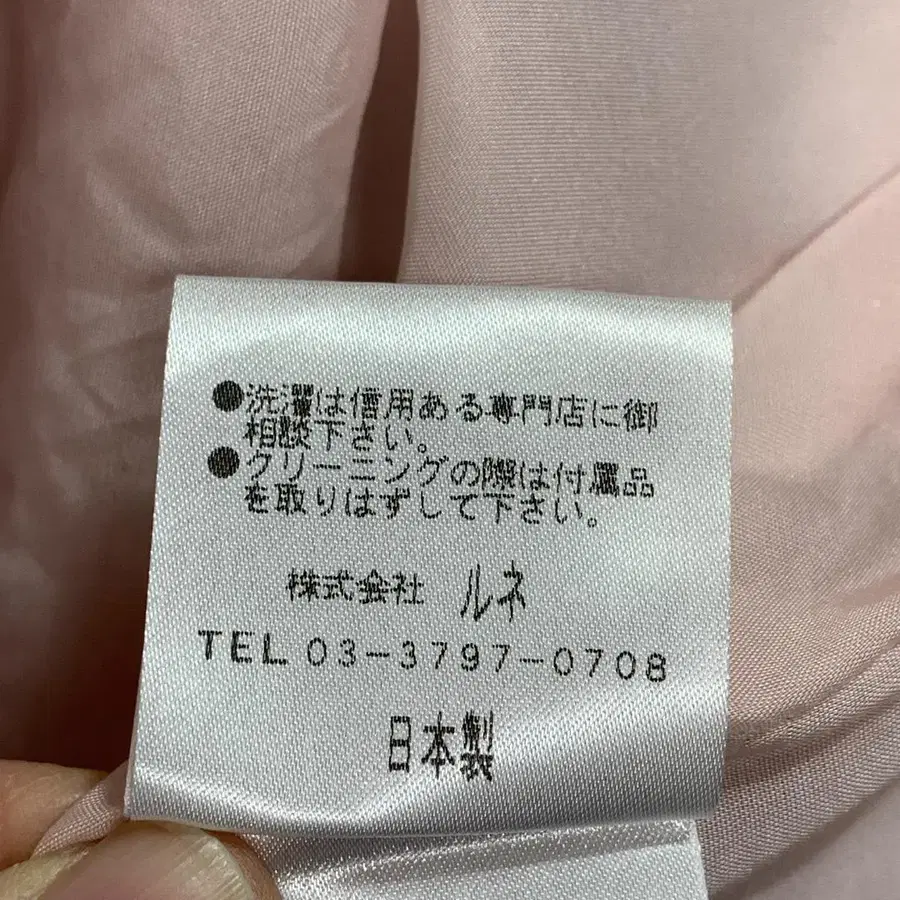 ●洗濯は信用ある専門店に御
相談下さい。
●クリーニングの際は付属品
を取りはずして下さい。
株式会社 ルネ
TEL 03-3797-0708
日本製